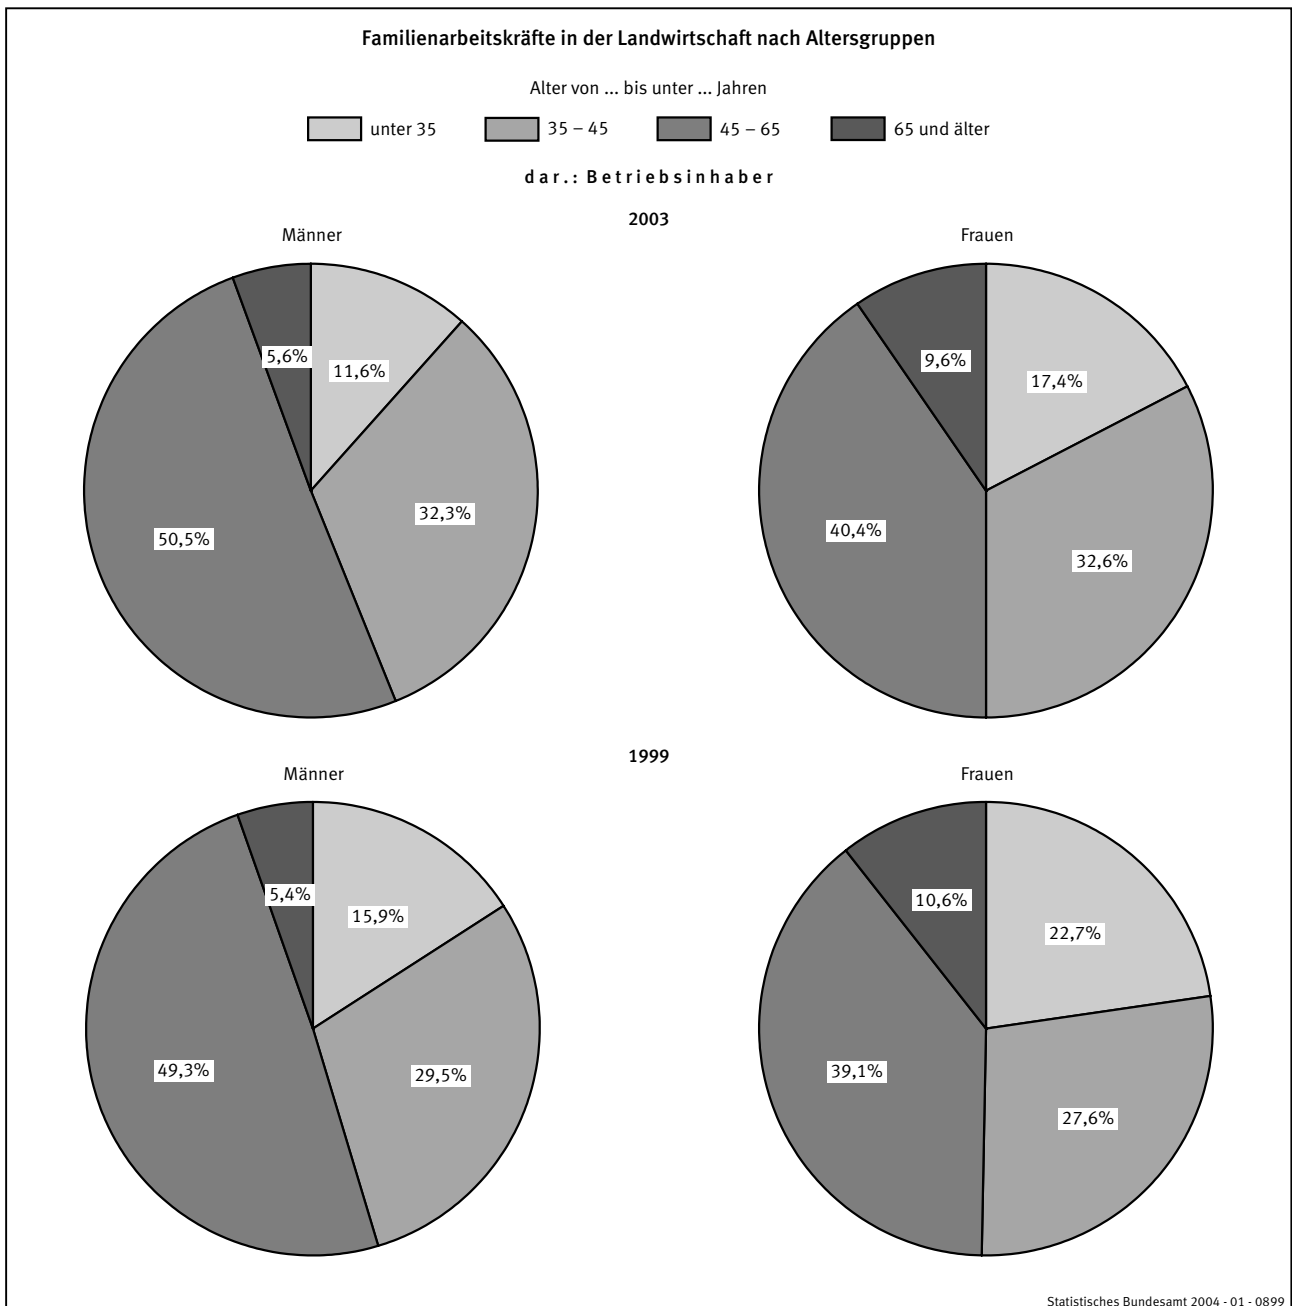 Familienarbeitskräfte in der Landwirtschaft nach Altersgruppen
Alter von ... bis unter ... Jahren
unter 35 35 – 45 45 – 65 65 und älter
dar.: Betriebsinhaber
2003
Männer Frauen
5,6% 11,6% 32,3% 50,5%
9,6% 17,4% 32,6% 40,4%
1999
Männer Frauen
5,4% 15,9% 29,5% 49,3%
10,6% 22,7% 27,6% 39,1%
Statistisches Bundesamt 2004 - 01 - 0899